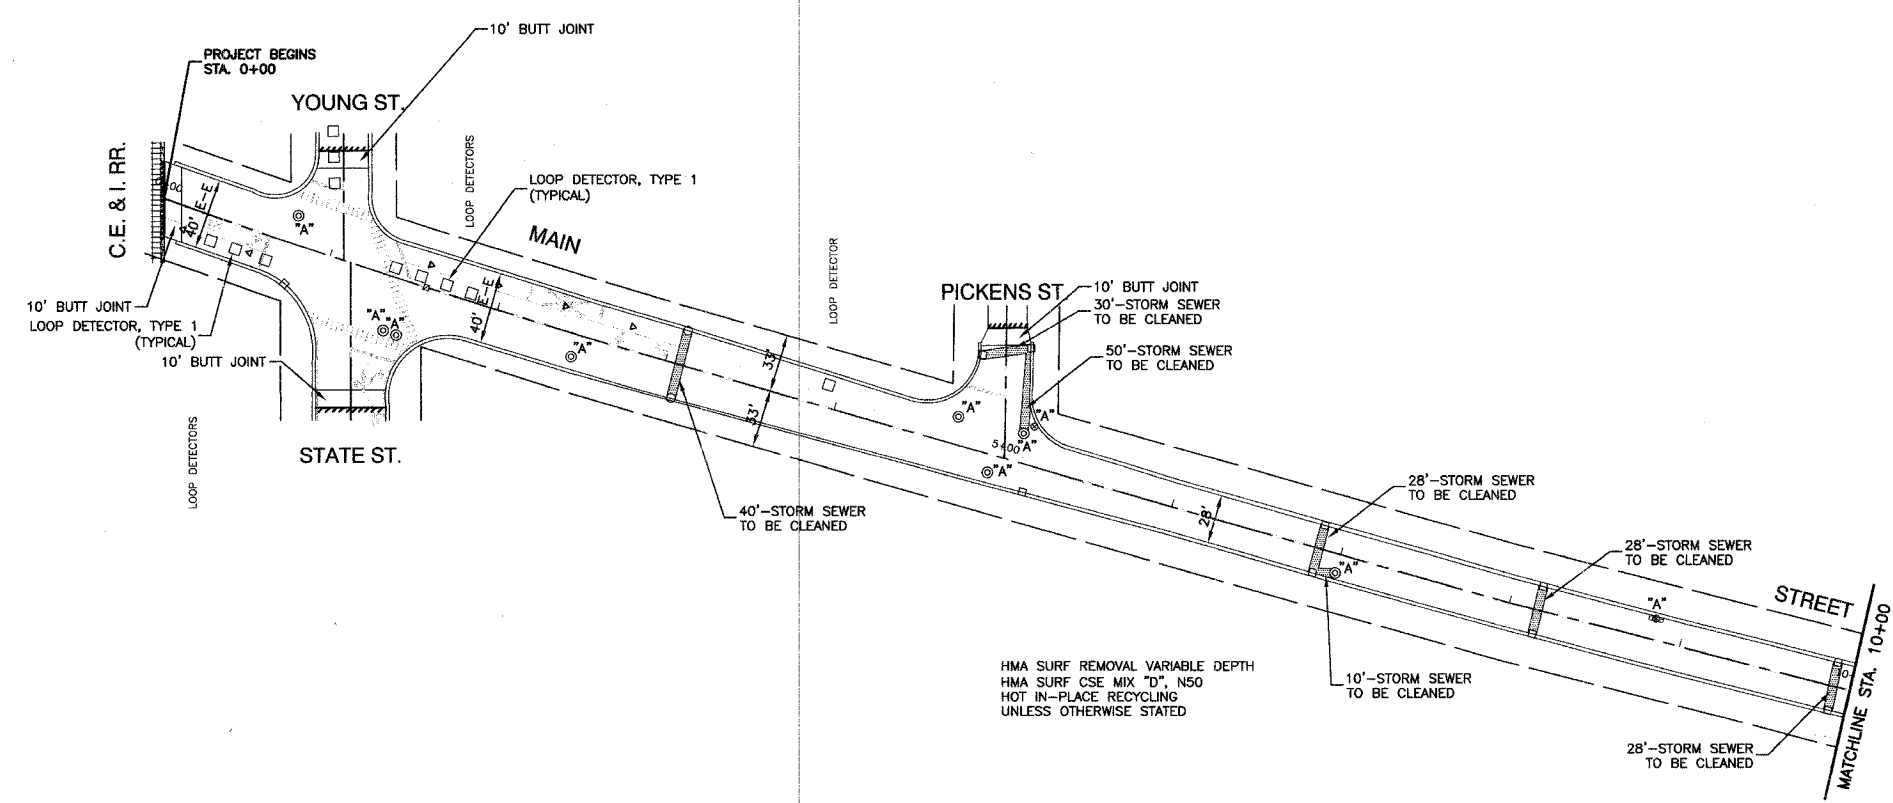 10' BUTT JOINT
PROJECT BEGINS
STA. 0+00
YOUNG ST.
C.E. & I. RR.
LOOP DETECTORS
LOOP DETECTOR, TYPE 1
(TYPICAL)
MAIN
40'
E-E
"A"
10' BUTT JOINT
LOOP DETECTOR, TYPE 1
(TYPICAL)
10' BUTT JOINT
"A"
"A"
40'
E-E
"A"
STATE ST.
LOOP DETECTORS
LOOP DETECTOR
33'
33'
40'-STORM SEWER
TO BE CLEANED
PICKENS ST.
10' BUTT JOINT
30'-STORM SEWER
TO BE CLEANED
50'-STORM SEWER
TO BE CLEANED
"A"
"A"
"A"
5+00
"A"
28'
28'-STORM SEWER
TO BE CLEANED
"A"
28'-STORM SEWER
TO BE CLEANED
"A"
STREET
10'-STORM SEWER
TO BE CLEANED
HMA SURF REMOVAL VARIABLE DEPTH
HMA SURF CSE MIX "D", N50
HOT IN-PLACE RECYCLING
UNLESS OTHERWISE STATED
28'-STORM SEWER
TO BE CLEANED
MATCHLINE STA. 10+00